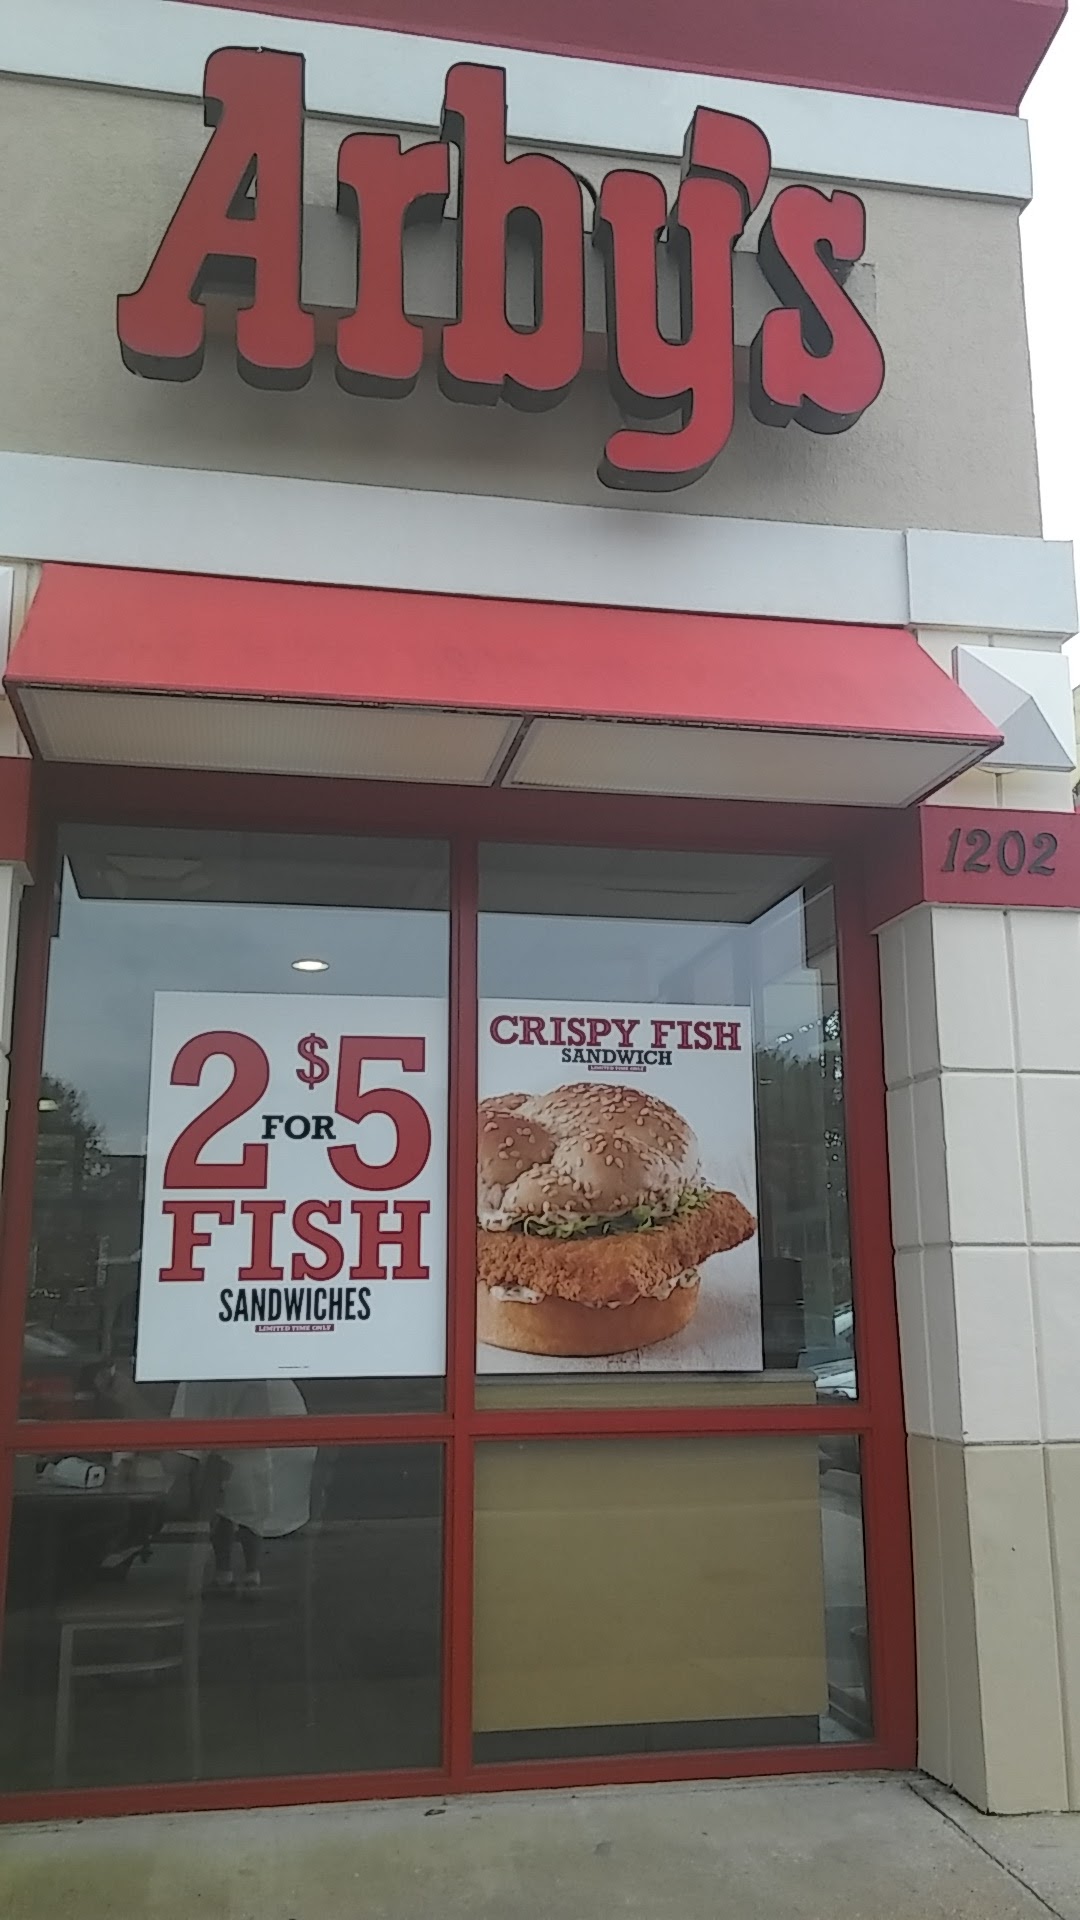 Arby's
1202
2 FOR $5
FISH
SANDWICHES
LIMITED TIME ONLY
CRISPY FISH
SANDWICH
LIMITED TIME ONLY